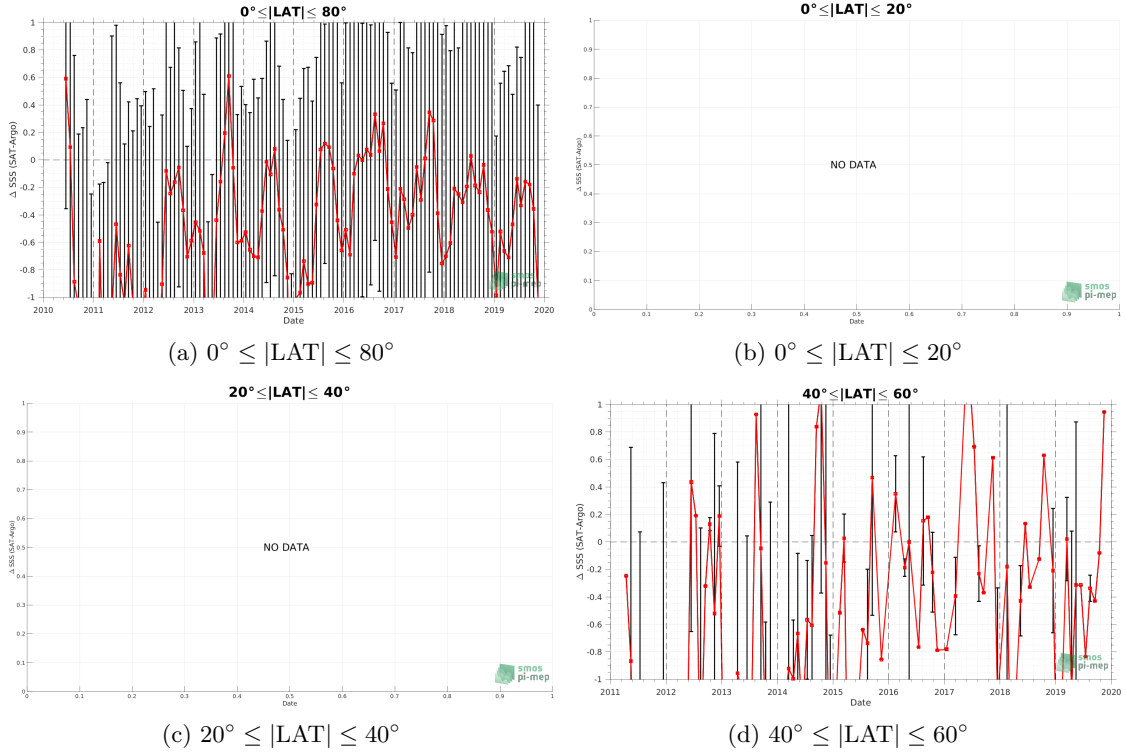 0°≤|LAT|≤ 80°
1
0.8
0.6
0.4
0.2
0
-0.2
-0.4
-0.6
-0.8
-1
Δ SSS (SAT-Argo)
2010 2011 2012 2013 2014 2015 2016 2017 2018 2019 2020
Date
smos
pi-mep
(a) 0° ≤ |LAT| ≤ 80°
0°≤|LAT|≤ 20°
1
0.9
0.8
0.7
0.6
0.5
0.4
0.3
0.2
0.1
0
Δ SSS (SAT-Argo)
NO DATA
0 0.1 0.2 0.3 0.4 0.5 0.6 0.7 0.8 0.9 1
Date
smos
pi-mep
(b) 0° ≤ |LAT| ≤ 20°
20°≤|LAT|≤ 40°
1
0.9
0.8
0.7
0.6
0.5
0.4
0.3
0.2
0.1
0
Δ SSS (SAT-Argo)
NO DATA
0 0.1 0.2 0.3 0.4 0.5 0.6 0.7 0.8 0.9 1
Date
smos
pi-mep
(c) 20° ≤ |LAT| ≤ 40°
40°≤|LAT|≤ 60°
1
0.8
0.6
0.4
0.2
0
-0.2
-0.4
-0.6
-0.8
-1
Δ SSS (SAT-Argo)
2011 2012 2013 2014 2015 2016 2017 2018 2019 2020
Date
smos
pi-mep
(d) 40° ≤ |LAT| ≤ 60°